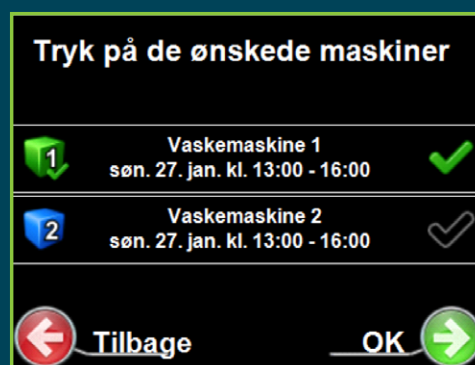 Tryk på de ønskede maskiner
1
Vaskemaskine 1
søn. 27. jan. kl. 13:00 - 16:00
2
Vaskemaskine 2
søn. 27. jan. kl. 13:00 - 16:00
Tilbage
OK